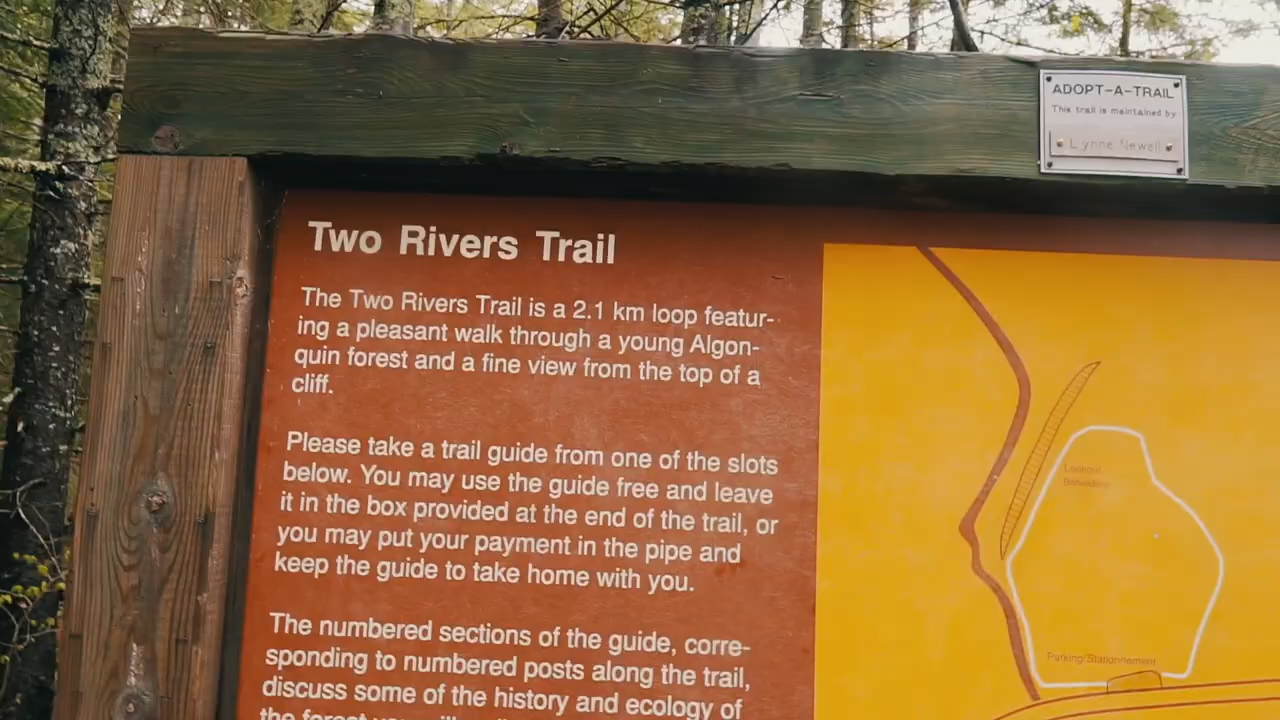 ADOPT-A-TRAIL
This trail is maintained by
Lynne Newell
Two Rivers Trail
The Two Rivers Trail is a 2.1 km loop featur-
ing a pleasant walk through a young Algon-
quin forest and a fine view from the top of a
cliff.
Please take a trail guide from one of the slots
below. You may use the guide free and leave
it in the box provided at the end of the trail, or
you may put your payment in the pipe and
keep the guide to take home with you.
The numbered sections of the guide, corre-
sponding to numbered posts along the trail,
discuss some of the history and ecology of
the forest you will
Lookout
Belvédère
Parking/Stationnement